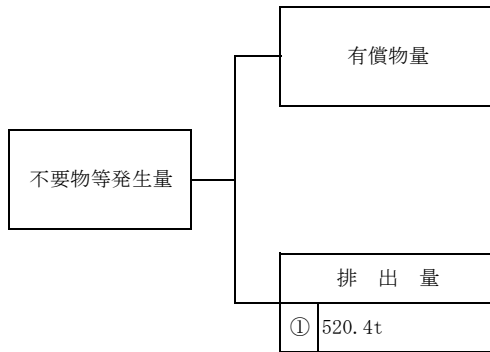 有償物量
不要物等発生量
排 出 量
① 520.4t